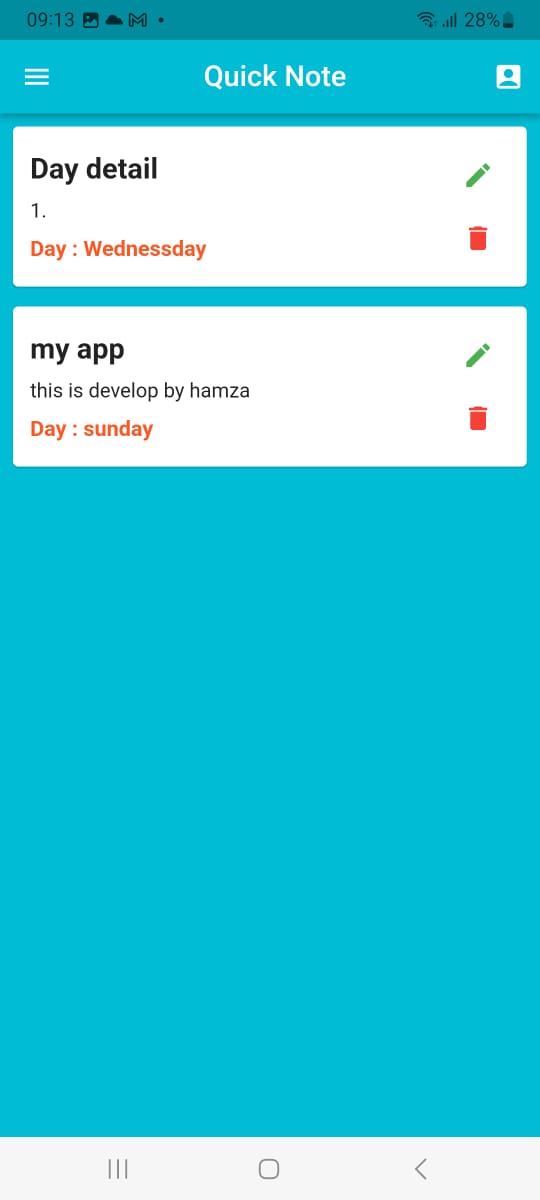 09:13
28%
Quick Note
Day detail
1.
Day : Wednessday
my app
this is develop by hamza
Day : sunday